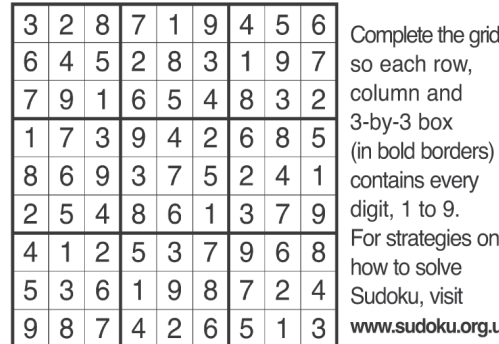 3 2 8 7 1 9 4 5 6
6 4 5 2 8 3 1 9 7
7 9 1 6 5 4 8 3 2
1 7 3 9 4 2 6 8 5
8 6 9 3 7 5 2 4 1
2 5 4 8 6 1 3 7 9
4 1 2 5 3 7 9 6 8
5 3 6 1 9 8 7 2 4
9 8 7 4 2 6 5 1 3
Complete the grid
so each row,
column and
3-by-3 box
(in bold borders)
contains every
digit, 1 to 9.
For strategies on
how to solve
Sudoku, visit
www.sudoku.org.u